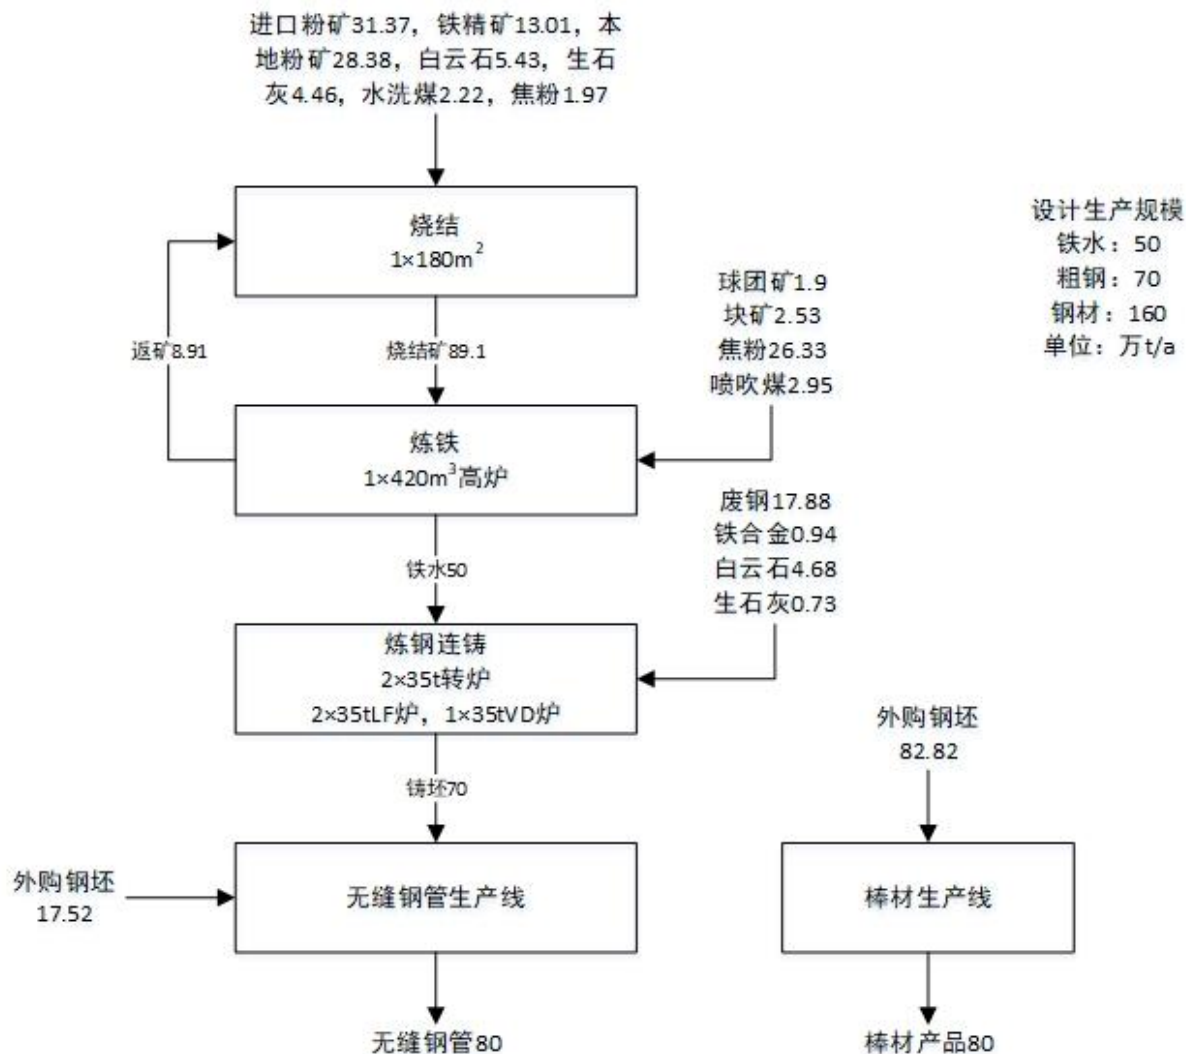 进口粉矿31.37，铁精矿13.01，本
地粉矿28.38，白云石5.43，生石
灰4.46，水洗煤2.22，焦粉1.97
烧结
1×180m²
设计生产规模
铁水：50
粗钢：70
钢材：160
单位：万t/a
球团矿1.9
块矿2.53
焦粉26.33
喷吹煤2.95
返矿8.91
烧结矿89.1
炼铁
1×420m³高炉
废钢17.88
铁合金0.94
白云石4.68
生石灰0.73
铁水50
炼钢连铸
2×35t转炉
2×35tLF炉，1×35tVD炉
外购钢坯
82.82
铸坯70
外购钢坯
17.52
无缝钢管生产线
棒材生产线
无缝钢管80
棒材产品80